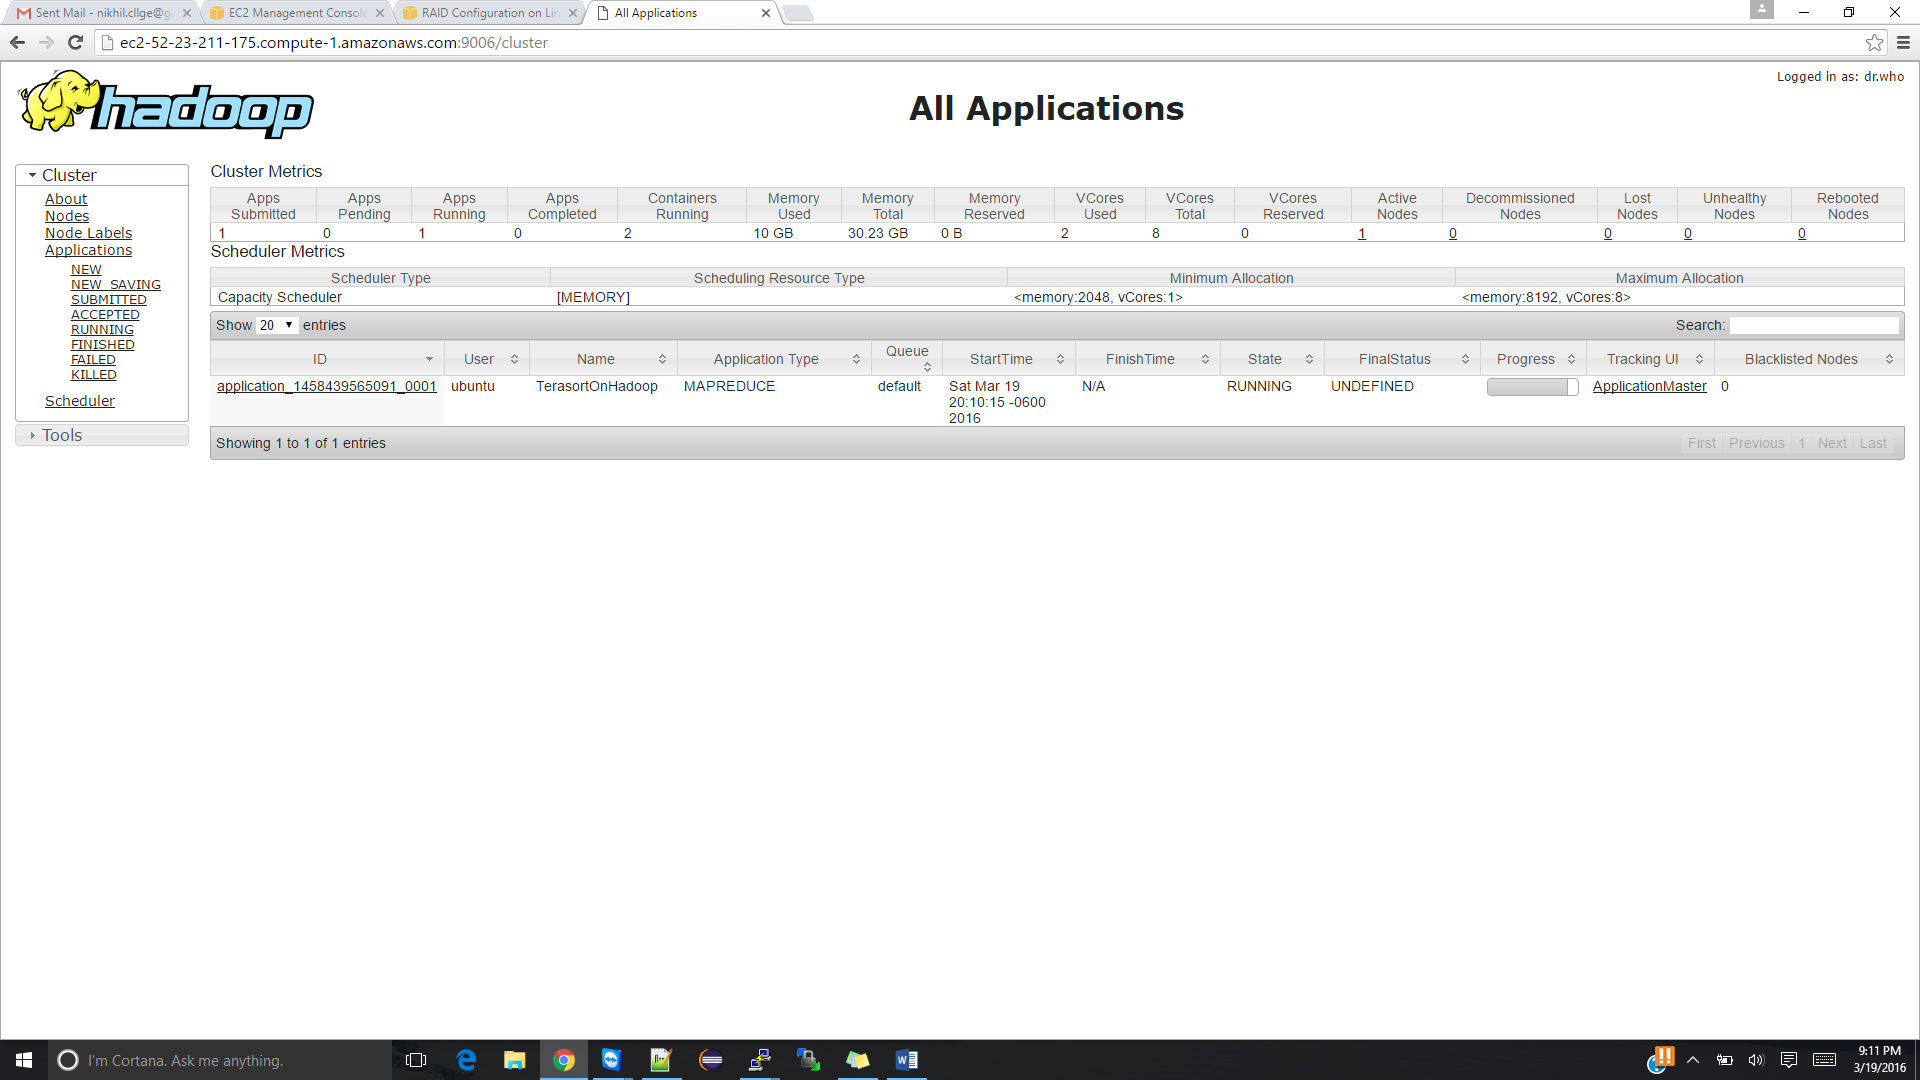 Sent Mail - nikhil.cllge@g
EC2 Management Console
RAID Configuration on Lin
All Applications
ec2-52-23-211-175.compute-1.amazonaws.com:9006/cluster
Logged in as: dr.who
hadoop
All Applications
Cluster
About
Nodes
Node Labels
Applications
NEW
NEW_SAVING
SUBMITTED
ACCEPTED
RUNNING
FINISHED
FAILED
KILLED
Scheduler
Tools
Cluster Metrics
Apps Submitted Apps Pending Apps Running Apps Completed Containers Running Memory Used Memory Total Memory Reserved VCores Used VCores Total VCores Reserved Active Nodes Decommissioned Nodes Lost Nodes Unhealthy Nodes Rebooted Nodes
1 0 1 0 2 10 GB 30.23 GB 0 B 2 8 0 1 0 0 0 0
Scheduler Metrics
Scheduler Type Scheduling Resource Type Minimum Allocation Maximum Allocation
Capacity Scheduler [MEMORY] <memory:2048, vCores:1> <memory:8192, vCores:8>
Show 20 entries Search:
ID User Name Application Type Queue StartTime FinishTime State FinalStatus Progress Tracking UI Blacklisted Nodes
application_1458439565091_0001 ubuntu TerasortOnHadoop MAPREDUCE default Sat Mar 19 N/A RUNNING UNDEFINED ApplicationMaster 0
20:10:15 -0600
2016
Showing 1 to 1 of 1 entries First Previous 1 Next Last
I'm Cortana. Ask me anything.
9:11 PM
3/19/2016